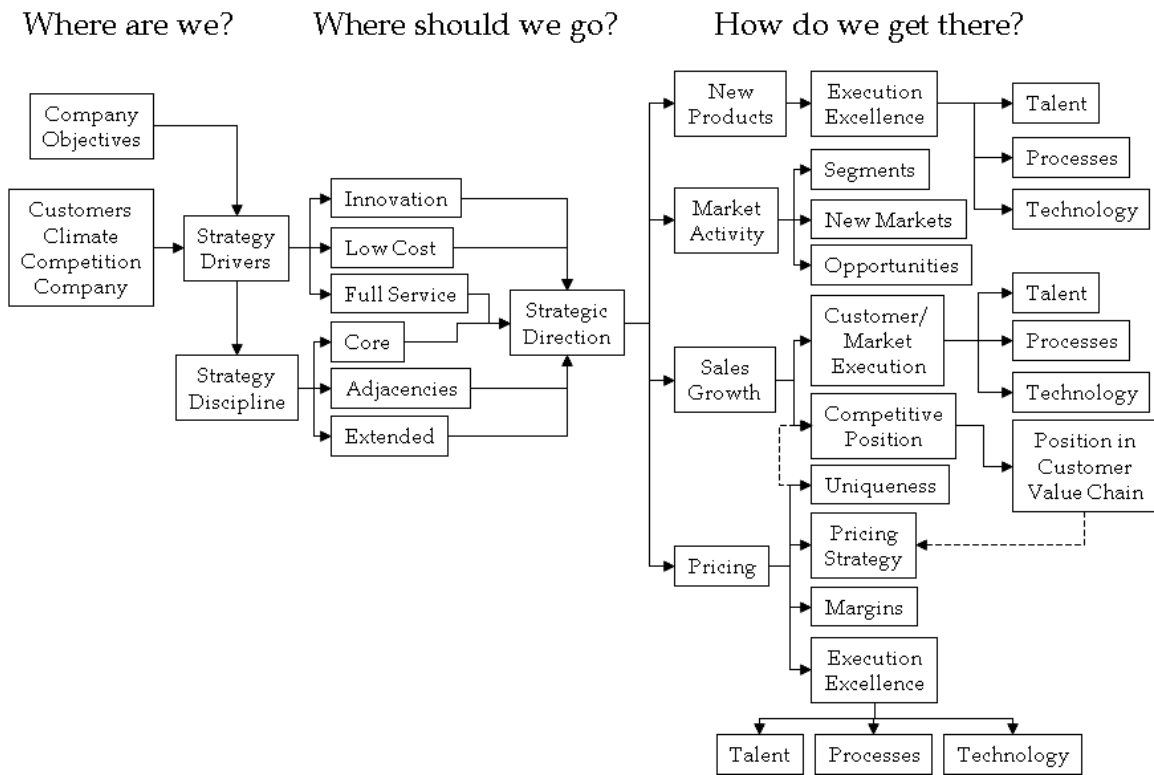 Where are we?
Where should we go?
How do we get there?
Company
Objectives
Customers
Climate
Competition
Company
Strategy
Drivers
Strategy
Discipline
Innovation
Low Cost
Full Service
Core
Adjacencies
Extended
Strategic
Direction
New
Products
Execution
Excellence
Talent
Processes
Technology
Market
Activity
Segments
New Markets
Opportunities
Sales
Growth
Customer/
Market
Execution
Talent
Processes
Technology
Competitive
Position
Position in
Customer
Value Chain
Pricing
Uniqueness
Pricing
Strategy
Margins
Execution
Excellence
Talent
Processes
Technology